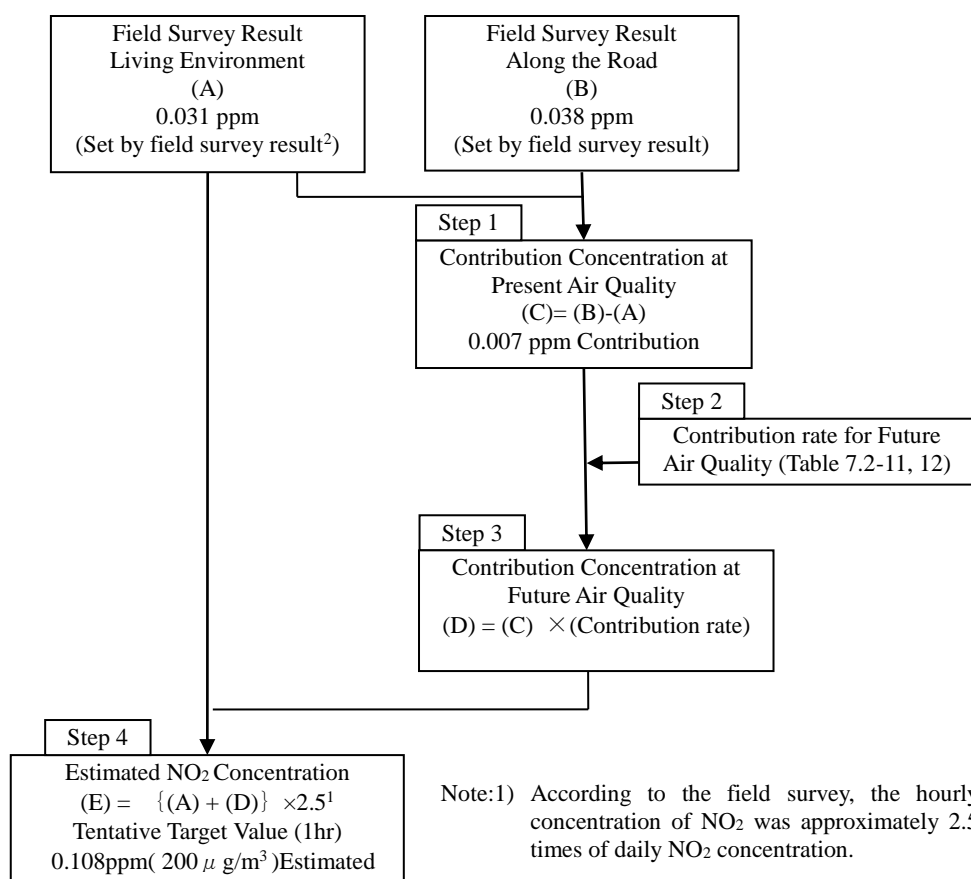 Field Survey Result
Living Environment
(A)
0.031 ppm
(Set by field survey result²)
Field Survey Result
Along the Road
(B)
0.038 ppm
(Set by field survey result)
Step 1
Contribution Concentration at
Present Air Quality
(C)= (B)-(A)
0.007 ppm Contribution
Step 2
Contribution rate for Future
Air Quality (Table 7.2-11, 12)
Step 3
Contribution Concentration at
Future Air Quality
(D) = (C) ×(Contribution rate)
Step 4
Estimated NO₂ Concentration
(E) = {(A) + (D)} ×2.5¹
Tentative Target Value (1hr)
0.108ppm( 200 μ g/m³)Estimated
Note:1) According to the field survey, the hourly
concentration of NO₂ was approximately 2.5
times of daily NO₂ concentration.